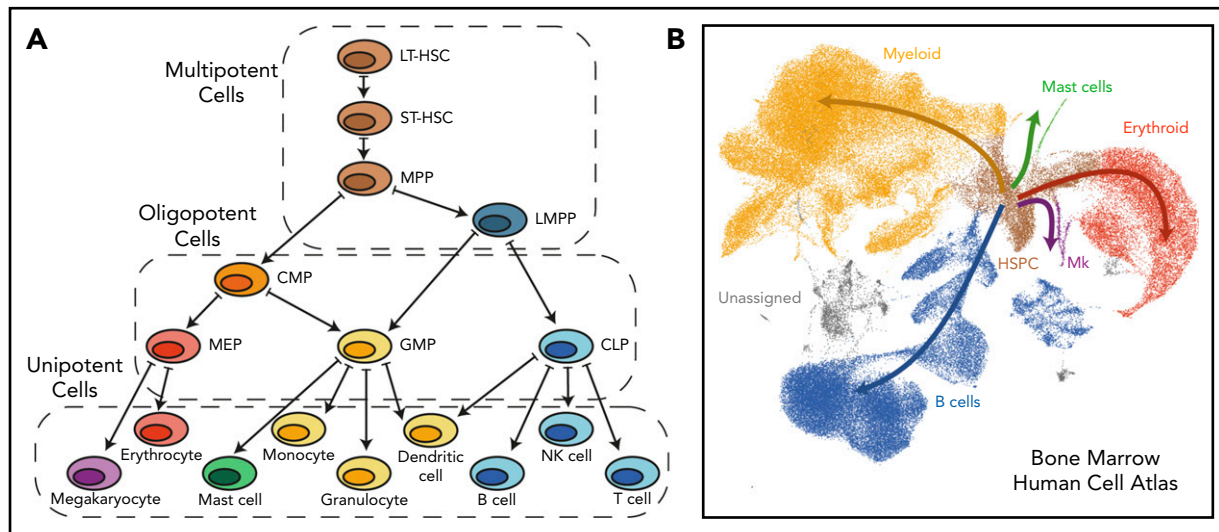 A
Multipotent
Cells
LT-HSC
ST-HSC
MPP
LMPP
Oligopotent
Cells
CMP
MEP
GMP
CLP
Unipotent
Cells
Erythrocyte
Monocyte
Dendritic
cell
NK cell
Megakaryocyte
Mast cell
Granulocyte
B cell
T cell
B
Myeloid
Mast cells
Erythroid
HSPC
Mk
Unassigned
B cells
Bone Marrow
Human Cell Atlas